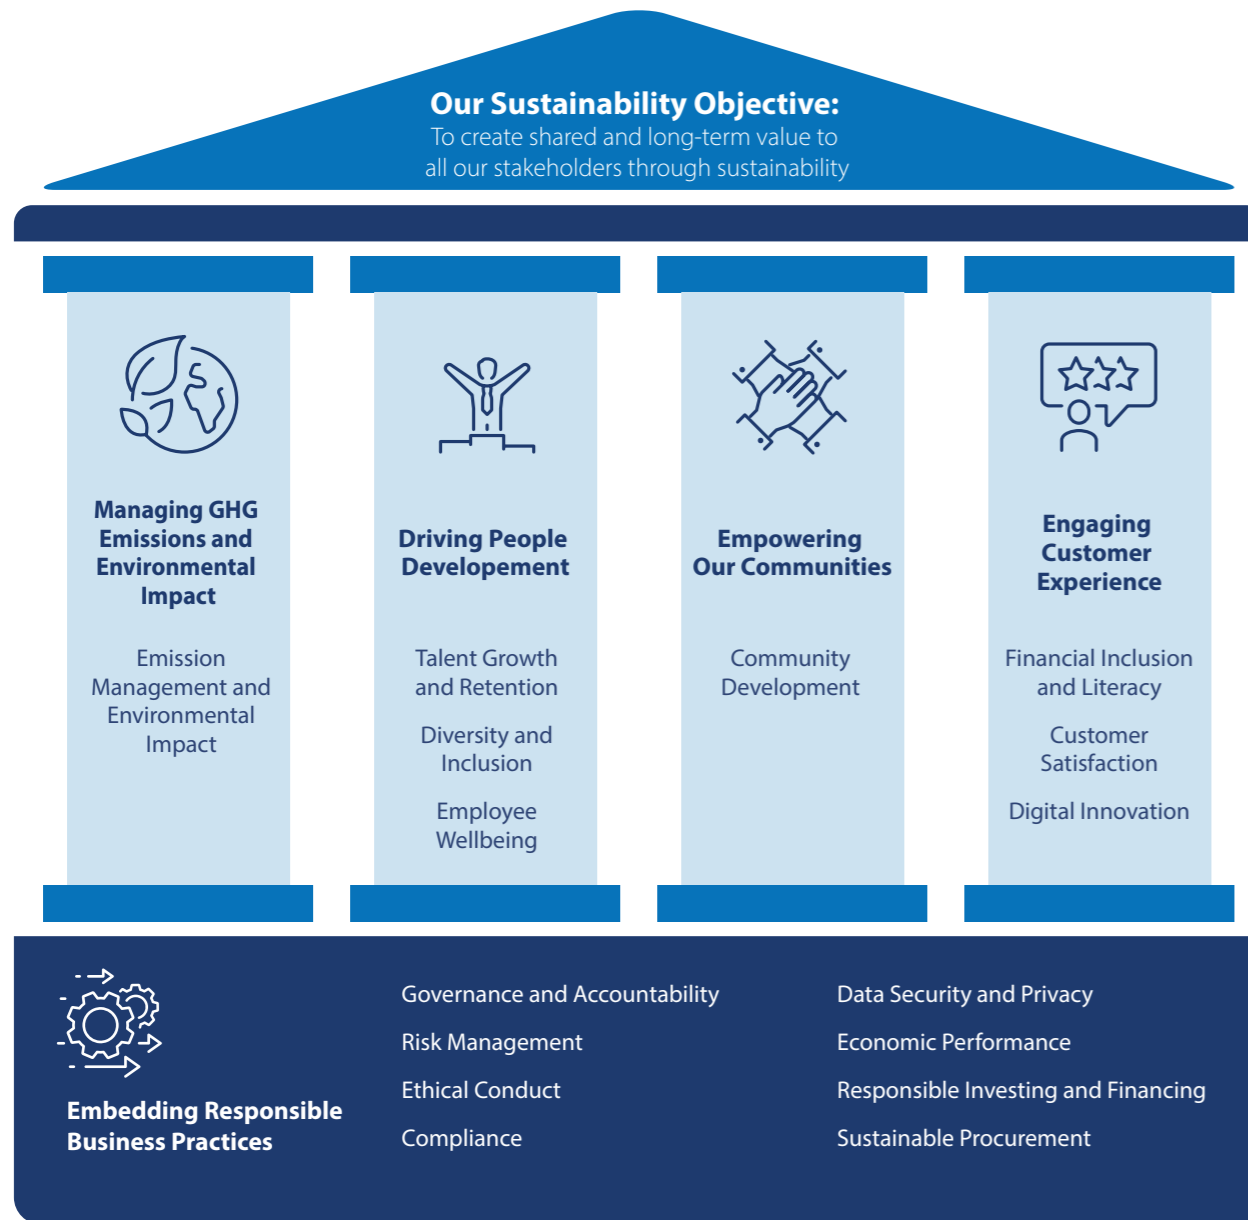 Our Sustainability Objective:
To create shared and long-term value to
all our stakeholders through sustainability
Managing GHG
Emissions and
Environmental
Impact
Emission
Management and
Environmental
Impact
Driving People
Developement
Talent Growth
and Retention
Diversity and
Inclusion
Employee
Wellbeing
Empowering
Our Communities
Community
Development
Engaging
Customer
Experience
Financial Inclusion
and Literacy
Customer
Satisfaction
Digital Innovation
Embedding Responsible
Business Practices
Governance and Accountability
Risk Management
Ethical Conduct
Compliance
Data Security and Privacy
Economic Performance
Responsible Investing and Financing
Sustainable Procurement